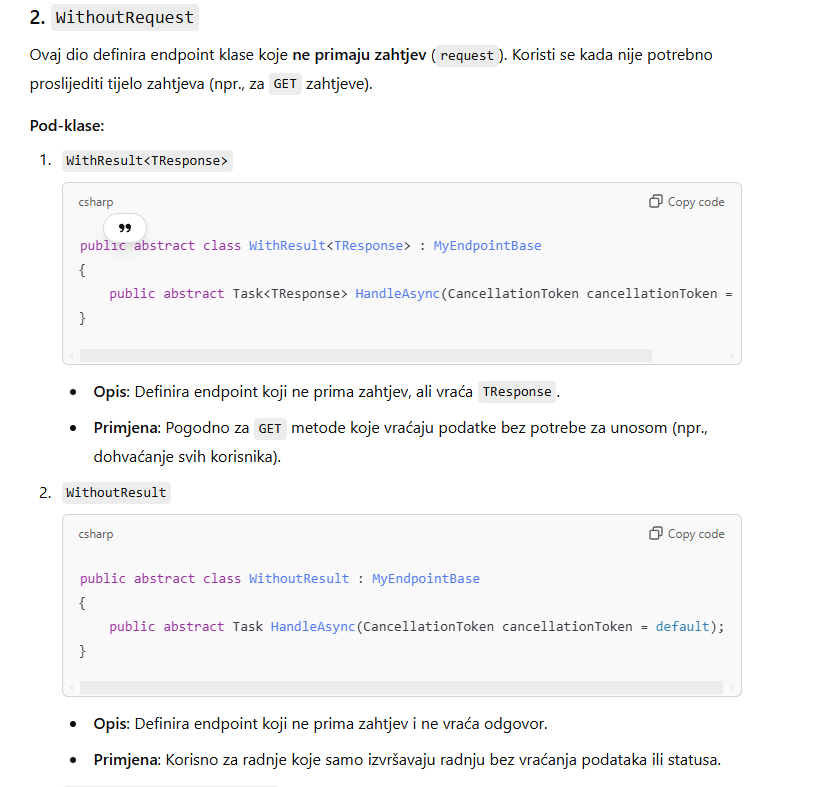 2. WithoutRequest
Ovaj dio definira endpoint klase koje ne primaju zahtjev ( request ). Koristi se kada nije potrebno
proslijediti tijelo zahtjeva (npr., za GET zahtjeve).
Pod-klase:
1. WithResult<TResponse>
csharp
Copy code
public abstract class WithResult<TResponse> : MyEndpointBase
{
public abstract Task<TResponse> HandleAsync(CancellationToken cancellationToken =
}
• Opis: Definira endpoint koji ne prima zahtjev, ali vraća TResponse .
• Primjena: Pogodno za GET metode koje vraćaju podatke bez potrebe za unosom (npr.,
dohvaćanje svih korisnika).
2. WithoutResult
csharp
Copy code
public abstract class WithoutResult : MyEndpointBase
{
public abstract Task HandleAsync(CancellationToken cancellationToken = default);
}
• Opis: Definira endpoint koji ne prima zahtjev i ne vraća odgovor.
• Primjena: Korisno za radnje koje samo izvršavaju radnju bez vraćanja podataka ili statusa.